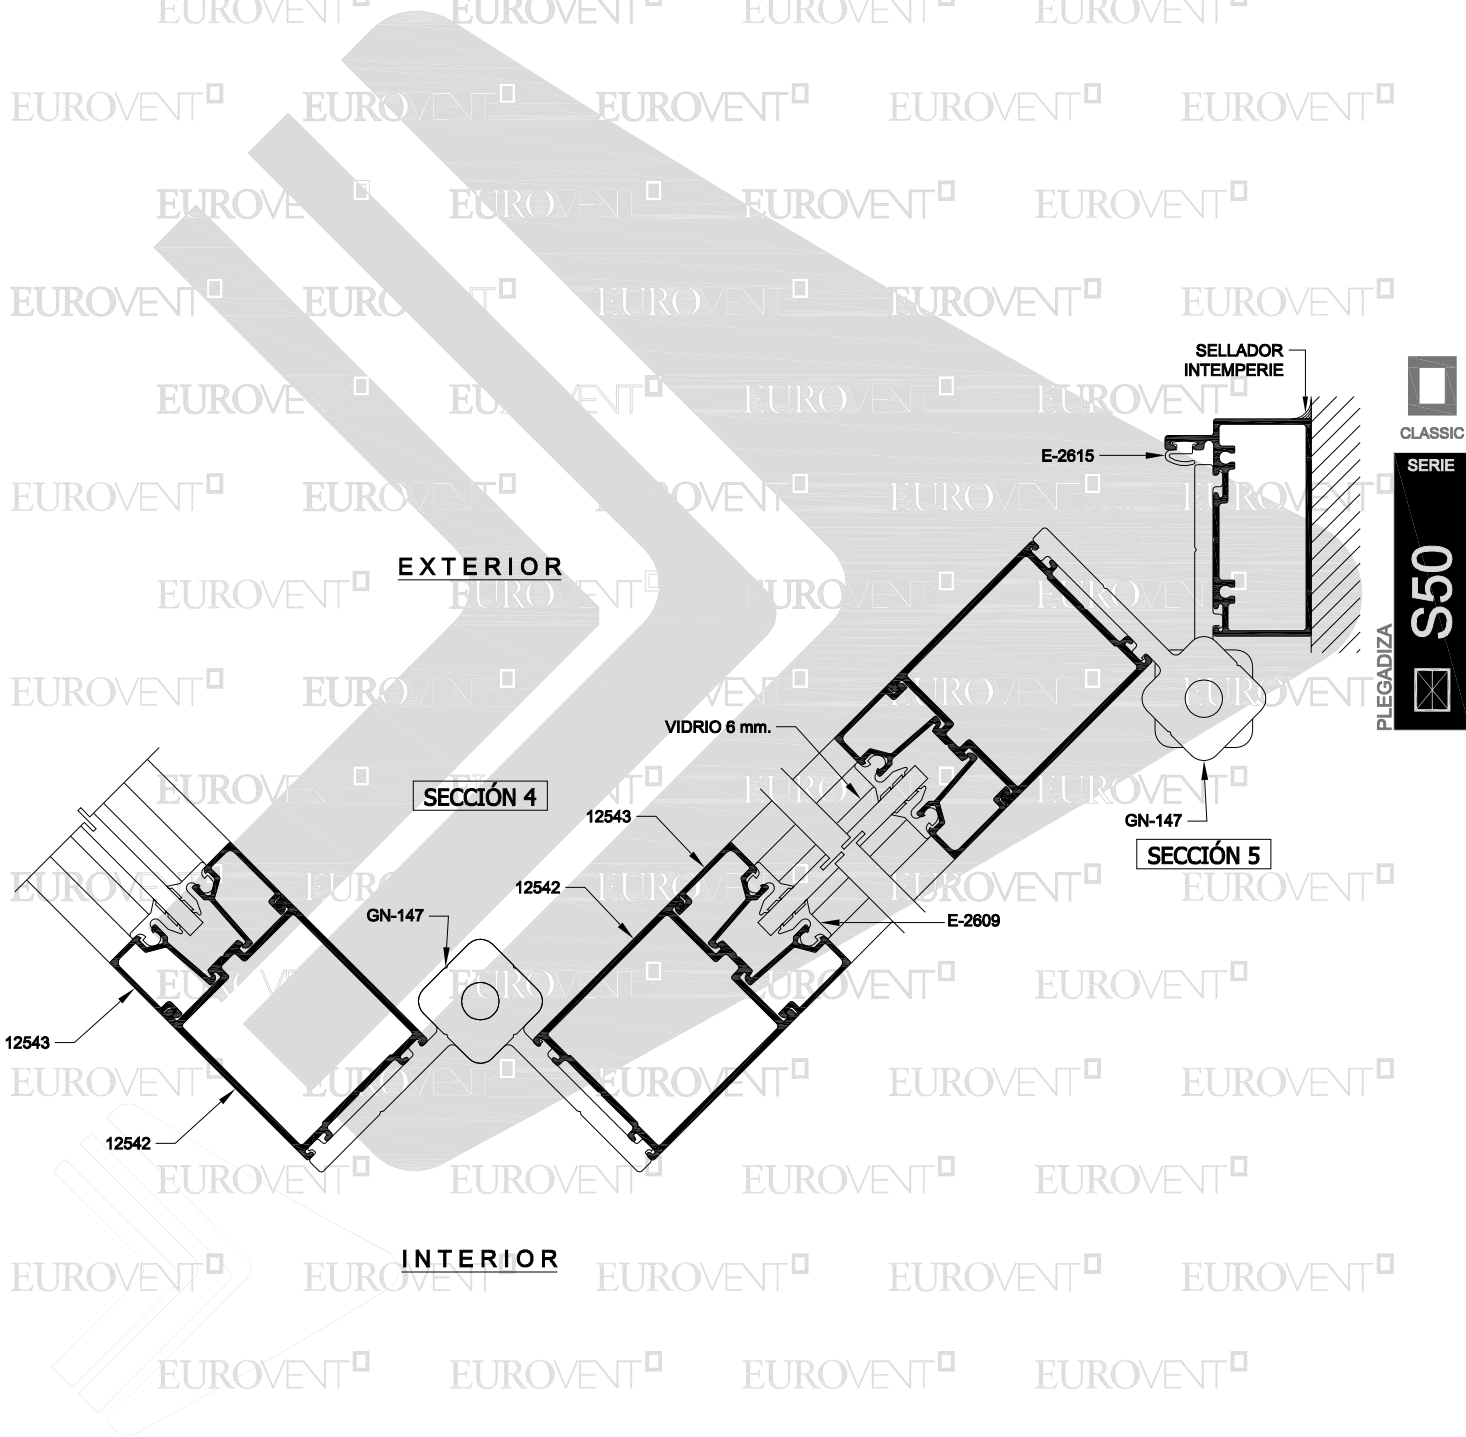 EUROVENT
SELLADOR
INTEMPERIE
E-2615
CLASSIC
SERIE
S50
PLEGADIZA
EXTERIOR
VIDRIO 6 mm.
SECCIÓN 4
12543
12542
GN-147
E-2609
GN-147
SECCIÓN 5
12543
12542
INTERIOR